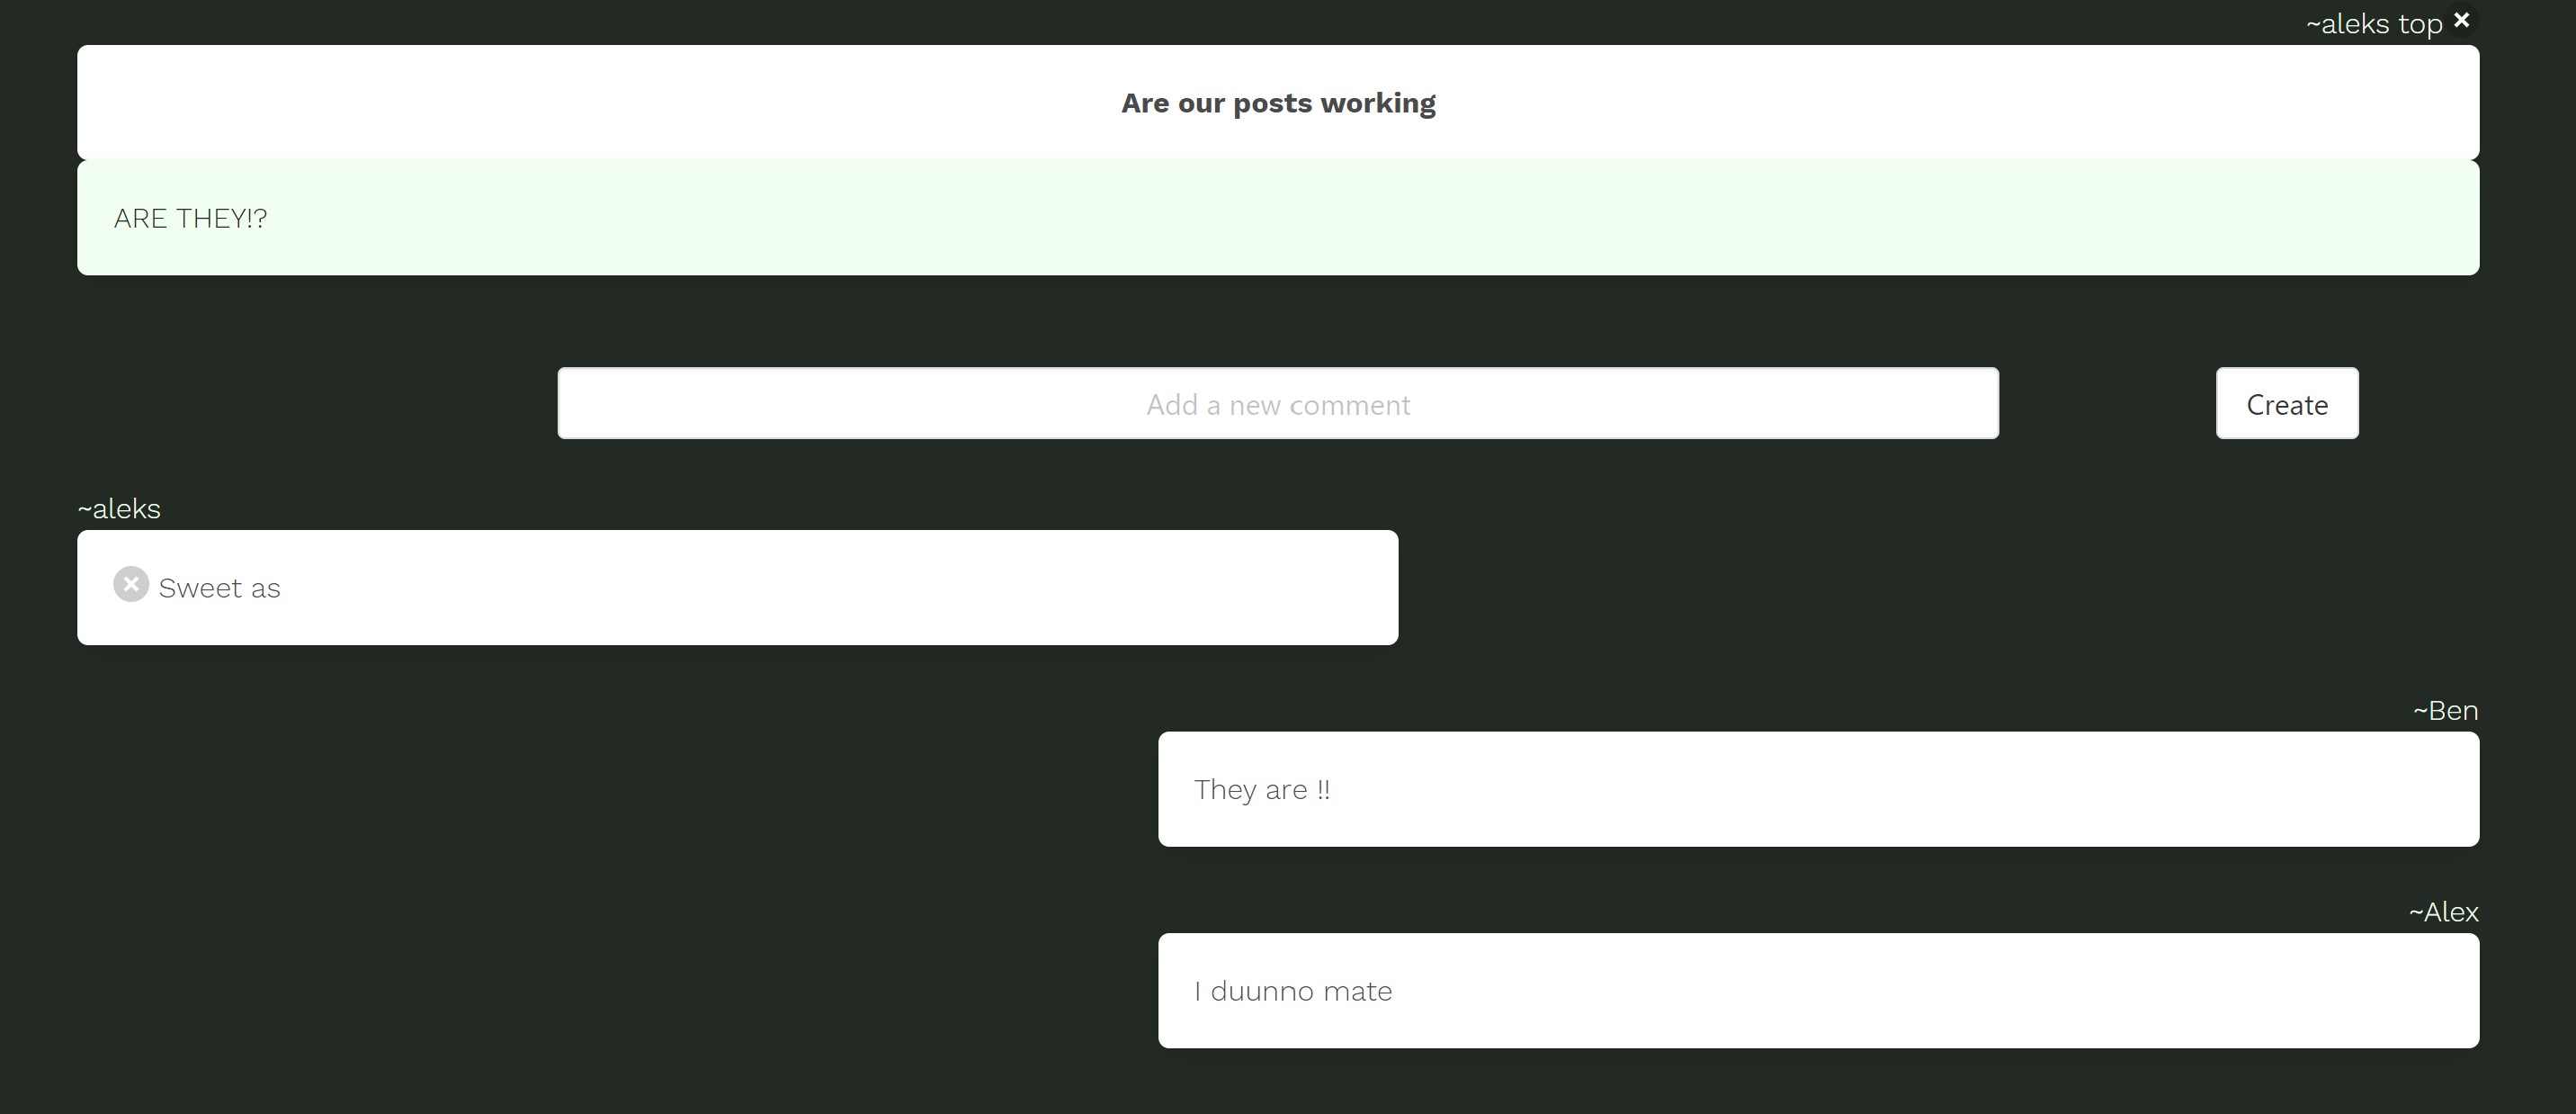 ~aleks top
Are our posts working
ARE THEY!?
Add a new comment
Create
~aleks
Sweet as
~Ben
They are !!
~Alex
I duunno mate